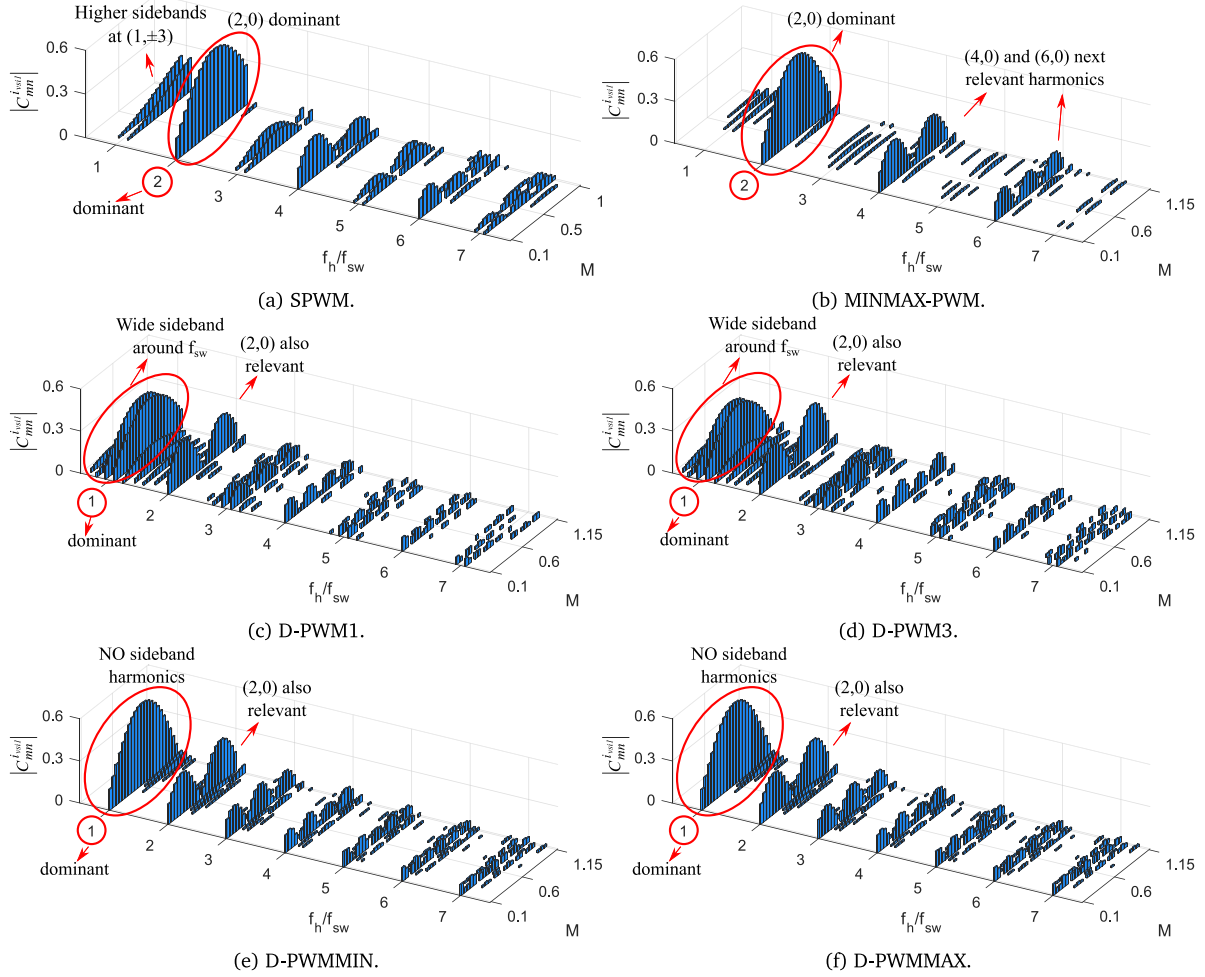 Higher sidebands
at (1,±3)
(2,0) dominant
|C_mn^{i_vsi1}|
0.6
0.3
0
1
2
3
4
5
6
7
dominant
f_h/f_sw
0.1
0.5
1
M
(a) SPWM.
(2,0) dominant
(4,0) and (6,0) next
relevant harmonics
|C_mn^{i_vsi1}|
0.6
0.3
0
1
2
3
4
5
6
7
f_h/f_sw
0.1
0.6
1.15
M
(b) MINMAX-PWM.
Wide sideband
around f_sw
(2,0) also
relevant
|C_mn^{i_vsi1}|
0.6
0.3
0
1
2
3
4
5
6
7
dominant
f_h/f_sw
0.1
0.6
1.15
M
(c) D-PWM1.
Wide sideband
around f_sw
(2,0) also
relevant
|C_mn^{i_vsi1}|
0.6
0.3
0
1
2
3
4
5
6
7
dominant
f_h/f_sw
0.1
0.6
1.15
M
(d) D-PWM3.
NO sideband
harmonics
(2,0) also
relevant
|C_mn^{i_vsi1}|
0.6
0.3
0
1
2
3
4
5
6
7
dominant
f_h/f_sw
0.1
0.6
1.15
M
(e) D-PWMMIN.
NO sideband
harmonics
(2,0) also
relevant
|C_mn^{i_vsi1}|
0.6
0.3
0
1
2
3
4
5
6
7
dominant
f_h/f_sw
0.1
0.6
1.15
M
(f) D-PWMMAX.